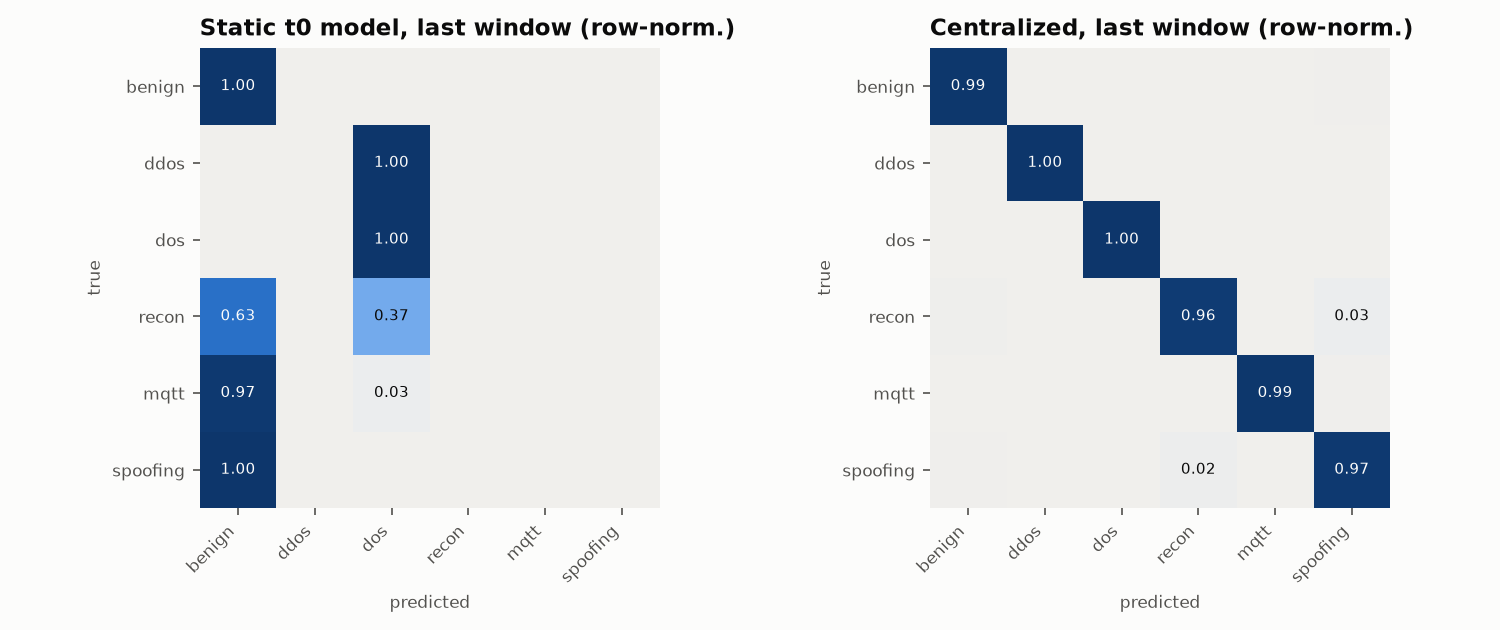 Static t0 model, last window (row-norm.)
true
benign 1.00
ddos 1.00
dos 1.00
recon 0.63 0.37
mqtt 0.97 0.03
spoofing 1.00
benign ddos dos recon mqtt spoofing
predicted
Centralized, last window (row-norm.)
true
benign 0.99
ddos 1.00
dos 1.00
recon 0.96 0.03
mqtt 0.99
spoofing 0.02 0.97
benign ddos dos recon mqtt spoofing
predicted